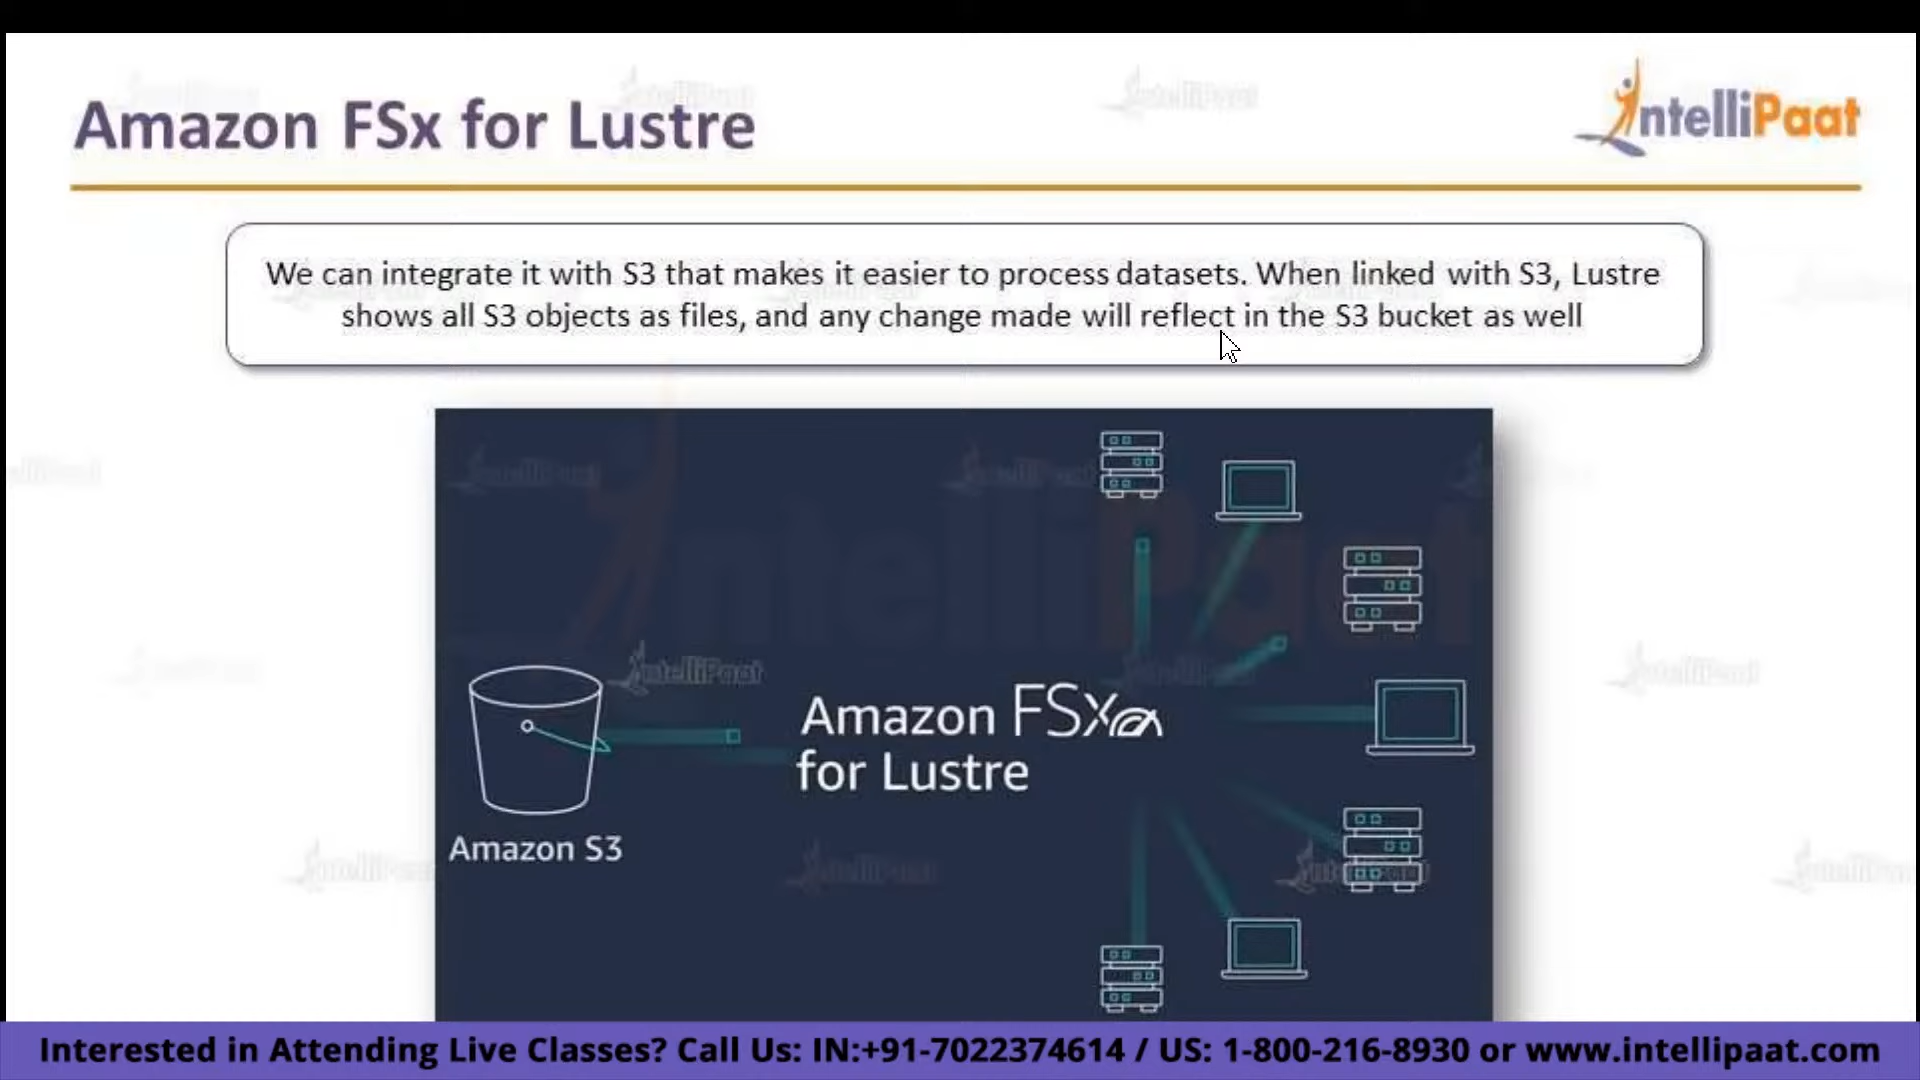 Amazon FSx for Lustre
IntelliPaat
We can integrate it with S3 that makes it easier to process datasets. When linked with S3, Lustre
shows all S3 objects as files, and any change made will reflect in the S3 bucket as well
Amazon FSx
for Lustre
Amazon S3
Interested in Attending Live Classes? Call Us: IN:+91-7022374614 / US: 1-800-216-8930 or www.intellipaat.com